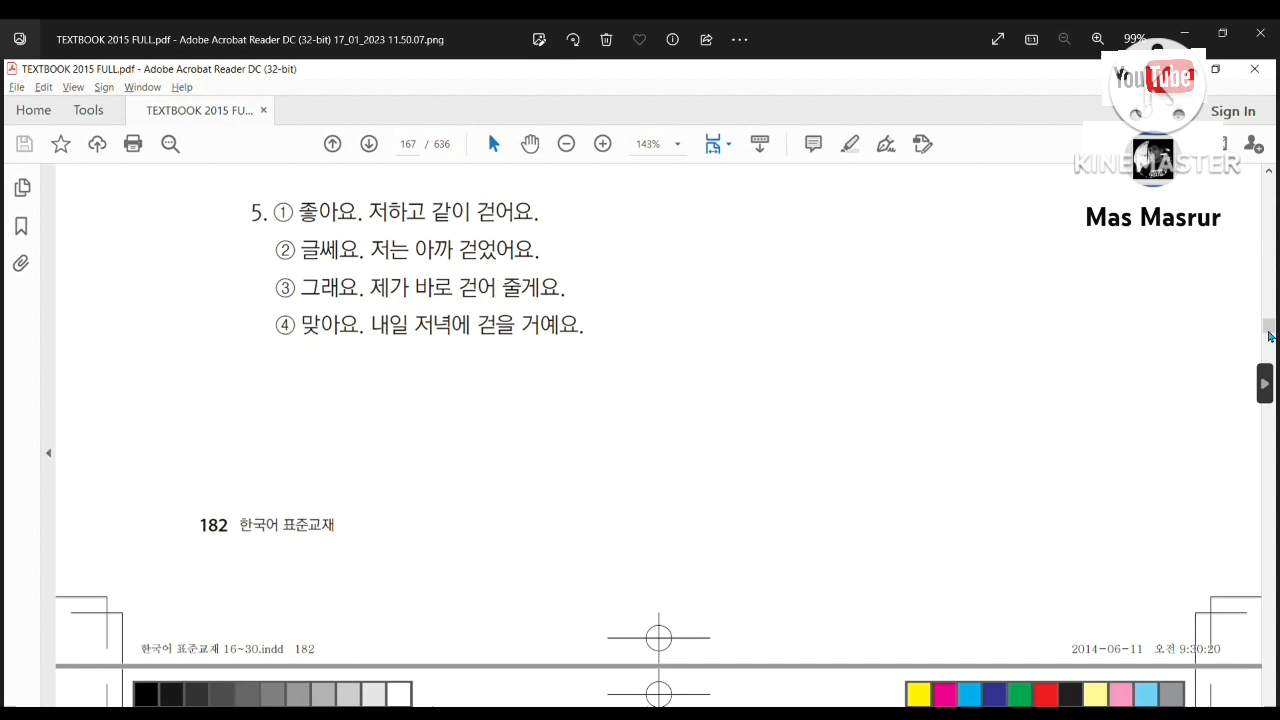 TEXTBOOK 2015 FULL.pdf - Adobe Acrobat Reader DC (32-bit) 17_01_2023 11.50.07.png
99%
TEXTBOOK 2015 FULL.pdf - Adobe Acrobat Reader DC (32-bit)
File Edit View Sign Window Help
YouTube
Home Tools TEXTBOOK 2015 FU... × Sign In
167 / 636 143%
KINEMASTER
Mas Masrur
5. ① 좋아요. 저하고 같이 걷어요.
② 글쎄요. 저는 아까 걷었어요.
③ 그래요. 제가 바로 걷어 줄게요.
④ 맞아요. 내일 저녁에 걷을 거예요.
182 한국어 표준교재
한국어 표준교재 16~30.indd 182
2014-06-11 오전 9:30:20